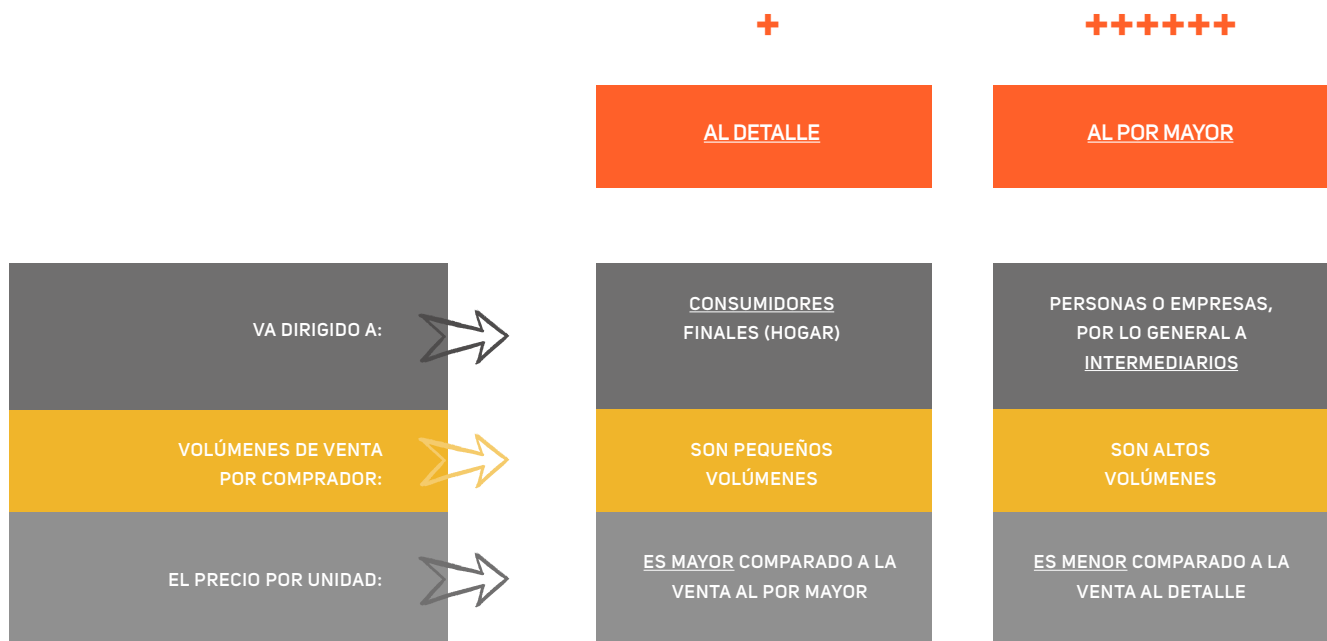 +
++++++
AL DETALLE
AL POR MAYOR
VA DIRIGIDO A:
CONSUMIDORES
FINALES (HOGAR)
PERSONAS O EMPRESAS,
POR LO GENERAL A
INTERMEDIARIOS
VOLÚMENES DE VENTA
POR COMPRADOR:
SON PEQUEÑOS
VOLÚMENES
SON ALTOS
VOLÚMENES
EL PRECIO POR UNIDAD:
ES MAYOR COMPARADO A LA
VENTA AL POR MAYOR
ES MENOR COMPARADO A LA
VENTA AL DETALLE